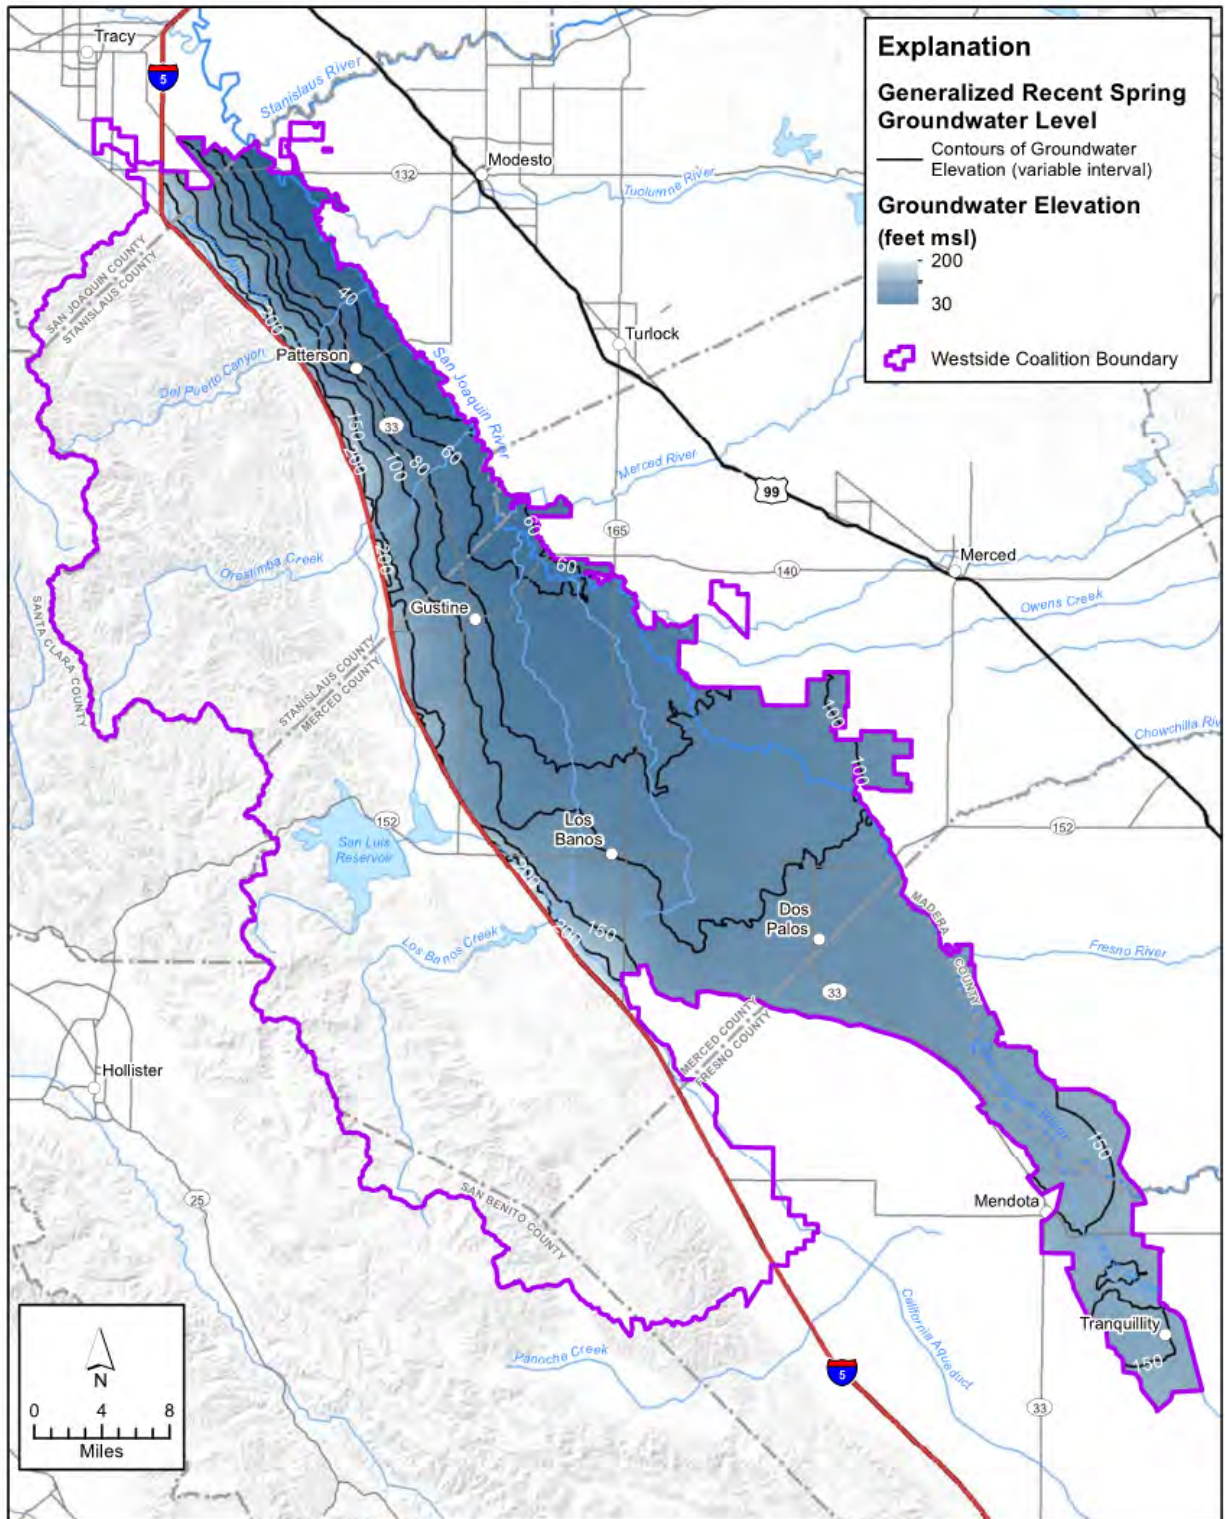 Tracy
5
Stanislaus River
Modesto
132
Tuolumne River
Explanation
Generalized Recent Spring
Groundwater Level
Contours of Groundwater
Elevation (variable interval)
Groundwater Elevation
(feet msl)
200
30
Westside Coalition Boundary
SAN JOAQUIN COUNTY
STANISLAUS COUNTY
40
200
Patterson
Del Puerto Canyon
Turlock
San Joaquin River
33
150
200
100
80
60
Merced River
99
60
165
60
140
Merced
Owens Creek
200
Orestimba Creek
Gustine
SANTA CLARA COUNTY
STANISLAUS COUNTY
MERCED COUNTY
100
100
Chowchilla Riv
152
San Luis
Reservoir
Los
Banos
152
200
150
200
Los Banos Creek
Dos
Palos
MADERA
COUNTY
Fresno River
33
MERCED COUNTY
FRESNO COUNTY
Hollister
150
25
SAN BENITO COUNTY
Mendota
California Aqueduct
Tranquillity
150
Panoche Creek
5
33
N
0 4 8
Miles